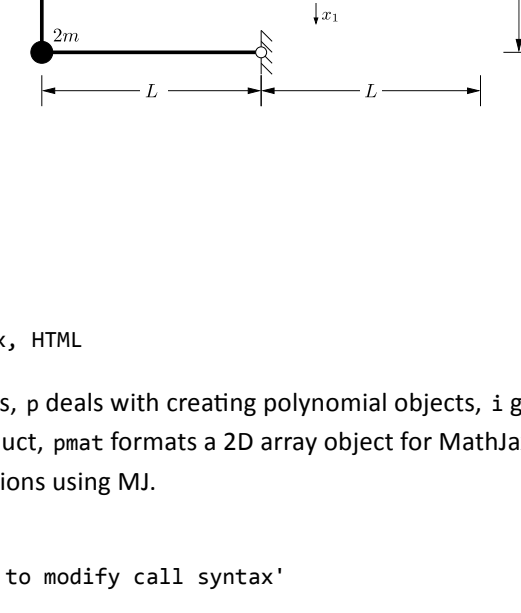 x₁
2m
L L
x, HTML
s, p deals with creating polynomial objects, i g
uct, pmat formats a 2D array object for MathJa
ions using MJ.
to modify call syntax'